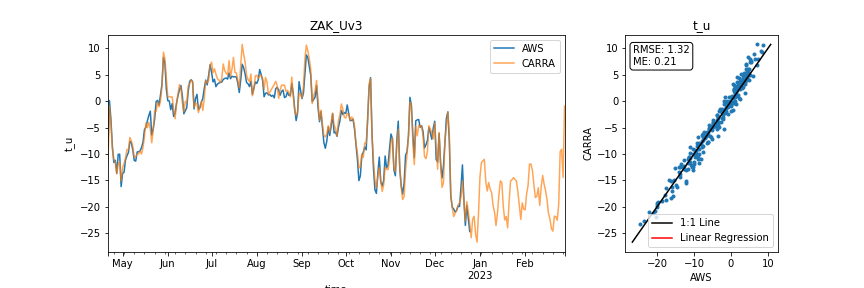 ZAK_Uv3
t_u
10
5
0
−5
−10
−15
−20
−25
AWS
CARRA
May
Jun
Jul
Aug
Sep
Oct
Nov
Dec
Jan
2023
Feb
time
t_u
CARRA
10
5
0
−5
−10
−15
−20
−25
RMSE: 1.32
ME: 0.21
1:1 Line
Linear Regression
−20
−10
0
10
AWS
t_u